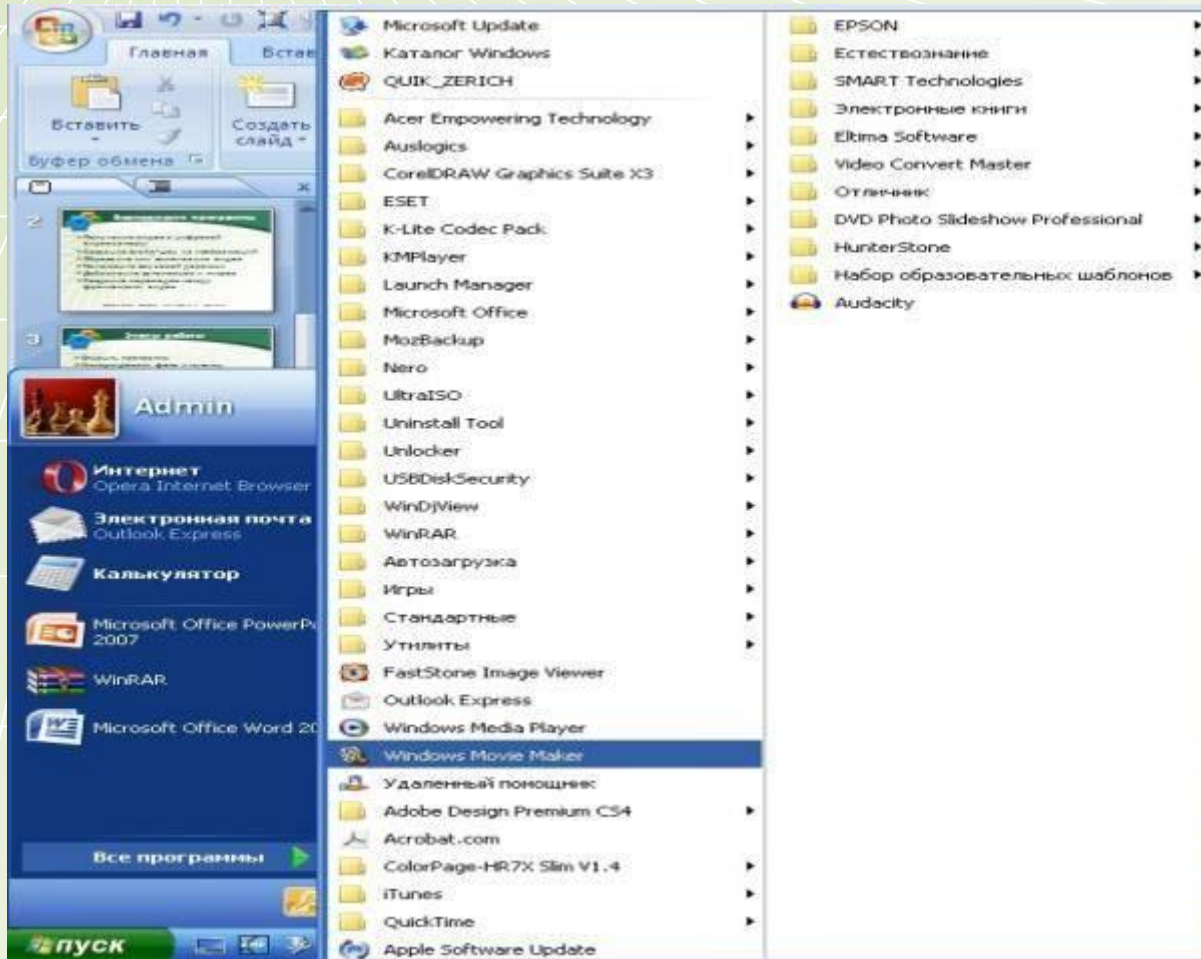 Главная
Встав
Вставить
Создать
слайд
Буфер обмена
2
3
Admin
Интернет
Opera Internet Browser
Электронная почта
Outlook Express
Калькулятор
Microsoft Office PowerPo
2007
WinRAR
Microsoft Office Word 20
Все программы
пуск
Microsoft Update
Каталог Windows
QUIK_ZERICH
Acer Empowering Technology
Auslogics
CorelDRAW Graphics Suite X3
ESET
K-Lite Codec Pack
KMPlayer
Launch Manager
Microsoft Office
MozBackup
Nero
UltraISO
Uninstall Tool
Unlocker
USBDiskSecurity
WinDjView
WinRAR
Автозагрузка
Игры
Стандартные
Утилиты
FastStone Image Viewer
Outlook Express
Windows Media Player
Windows Movie Maker
Удаленный помощник
Adobe Design Premium CS4
Acrobat.com
ColorPage-HR7X Slim V1.4
iTunes
QuickTime
Apple Software Update
EPSON
Естествознание
SMART Technologies
Электронные книги
Eltima Software
Video Convert Master
Отличник
DVD Photo Slideshow Professional
HunterStone
Набор образовательных шаблонов
Audacity